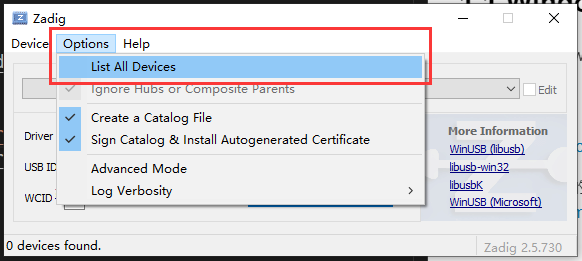 Zadig
Device Options Help
List All Devices
Ignore Hubs or Composite Parents
Edit
Create a Catalog File
Sign Catalog & Install Autogenerated Certificate
Advanced Mode
Log Verbosity
Driver
USB ID
WCID
More Information
WinUSB (libusb)
libusb-win32
libusbK
WinUSB (Microsoft)
0 devices found.
Zadig 2.5.730